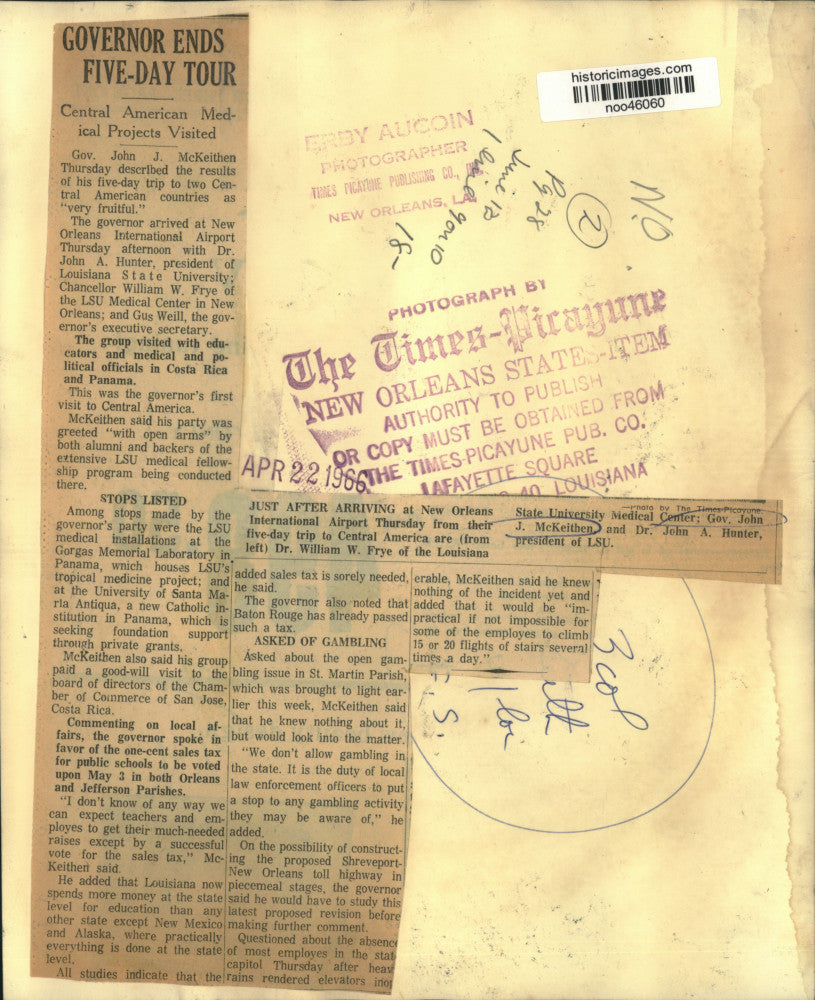 GOVERNOR ENDS
FIVE-DAY TOUR
Central American Med-
ical Projects Visited
Gov. John J. McKeithen
Thursday described the results
of his five-day trip to two Cen-
tral American countries as
"very fruitful."
The governor arrived at New
Orleans International Airport
Thursday afternoon with Dr.
John A. Hunter, president of
Louisiana State University;
Chancellor William W. Frye of
the LSU Medical Center in New
Orleans; and Gus Weill, the gov-
ernor's executive secretary.
The group visited with edu-
cators and medical and po-
litical officials in Costa Rica
and Panama.
This was the governor's first
visit to Central America.
McKeithen said his party was
greeted "with open arms" by
both alumni and backers of the
extensive LSU medical fellow-
ship program being conducted
there.
STOPS LISTED
Among stops made by the
governor's party were the LSU
medical installations at the
Gorgas Memorial Laboratory in
Panama, which houses LSU's
tropical medicine project; and
at the University of Santa Ma-
ria Antiqua, a new Catholic in-
stitution in Panama, which is
seeking foundation support
through private grants.
McKeithen also said his group
paid a good-will visit to the
board of directors of the Cham-
ber of Commerce of San Jose,
Costa Rica.
Commenting on local af-
fairs, the governor spoke in
favor of the one-cent sales tax
for public schools to be voted
upon May 3 in both Orleans
and Jefferson Parishes.
"I don't know of any way we
can expect teachers and em-
ployes to get their much-needed
raises except by a successful
vote for the sales tax," Mc-
Keithen said.
He added that Louisiana now
spends more money at the state
level for education than any
other state except New Mexico
and Alaska, where practically
everything is done at the state
level.
All studies indicate that the
added sales tax is sorely needed,
he said.
The governor also noted that
Baton Rouge has already passed
such a tax.
ASKED OF GAMBLING
Asked about the open gam-
bling issue in St. Martin Parish,
which was brought to light ear-
lier this week, McKeithen said
that he knew nothing about it,
but would look into the matter.
"We don't allow gambling in
the state. It is the duty of local
law enforcement officers to put
a stop to any gambling activity
they may be aware of," he
added.
On the possibility of construct-
ing the proposed Shreveport-
New Orleans toll highway in
piecemeal stages, the governor
said he would have to study this
latest proposed revision before
making further comment.
Questioned about the absence
of most employes in the stat
capitol Thursday after heav
rains rendered elevators inop
erable, McKeithen said he knew
nothing of the incident yet and
added that it would be "im-
practical if not impossible for
some of the employes to climb
15 or 20 flights of stairs several
times a day."
—Photo by The Times-Picayune.
JUST AFTER ARRIVING at New Orleans
International Airport Thursday from their
five-day trip to Central America are (from
left) Dr. William W. Frye of the Louisiana
State University Medical Center; Gov. John
J. McKeithen and Dr. John A. Hunter,
president of LSU.
historicimages.com
noo46060
ERBY AUCOIN
PHOTOGRAPHER
TIMES PICAYUNE PUBLISHING CO., INC.
NEW ORLEANS, LA.
June 12
Pg 28
2
N.O
18-
PHOTOGRAPH BY
The Times-Picayune
NEW ORLEANS STATES-ITEM
AUTHORITY TO PUBLISH
OR COPY MUST BE OBTAINED FROM
THE TIMES-PICAYUNE PUB. CO.
LAFAYETTE SQUARE
40, LOUISIANA
APR 22 1966
3 col